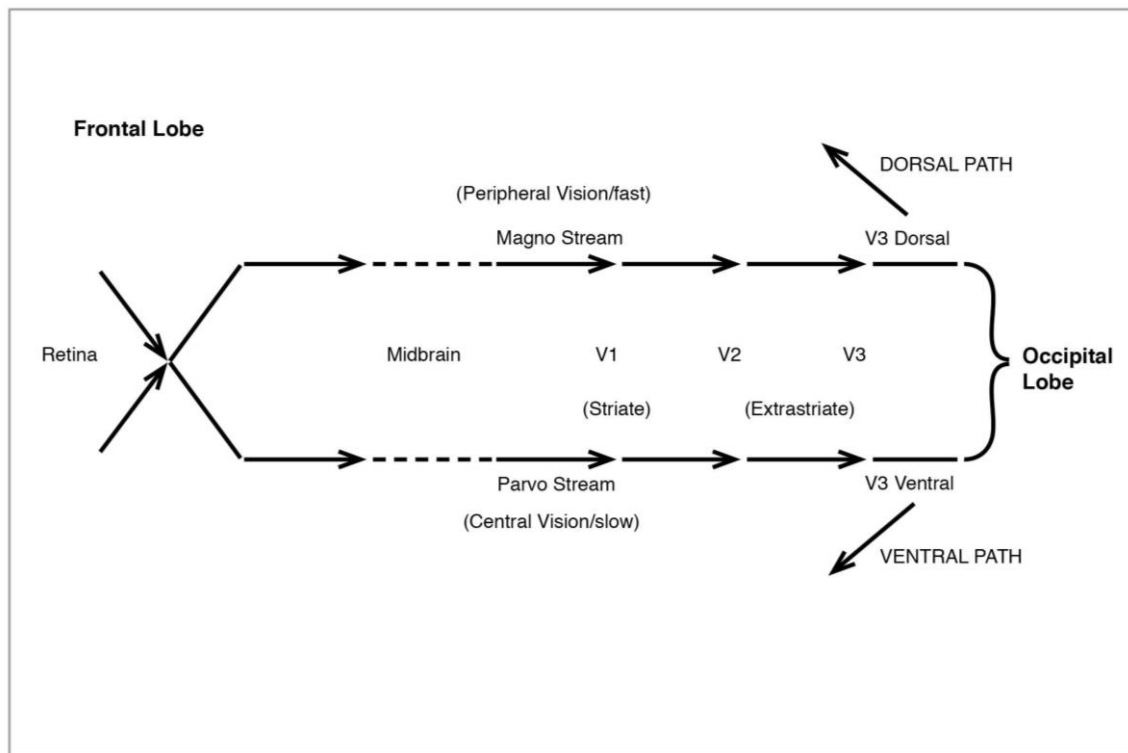 Frontal Lobe
DORSAL PATH
(Peripheral Vision/fast)
Magno Stream
V3 Dorsal
Retina
Midbrain
V1
V2
V3
Occipital
Lobe
(Striate)
(Extrastriate)
Parvo Stream
V3 Ventral
(Central Vision/slow)
VENTRAL PATH